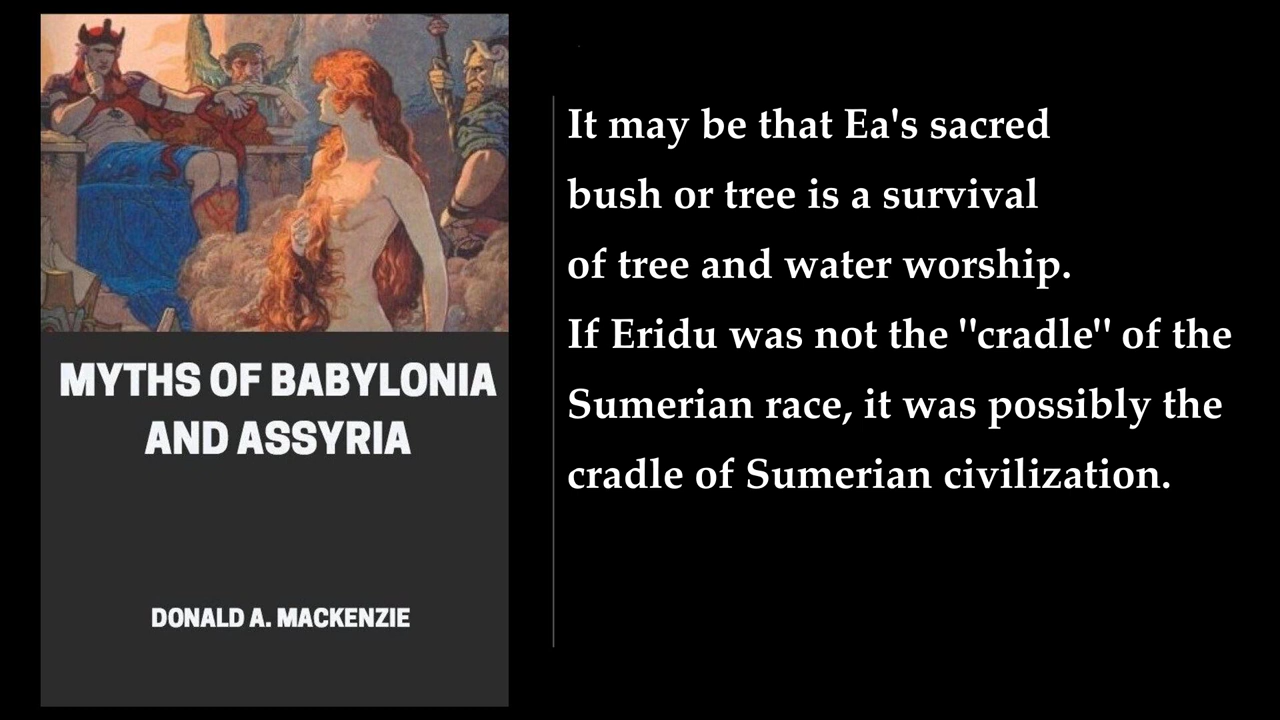 MYTHS OF BABYLONIA
AND ASSYRIA
DONALD A. MACKENZIE
It may be that Ea's sacred
bush or tree is a survival
of tree and water worship.
If Eridu was not the "cradle" of the
Sumerian race, it was possibly the
cradle of Sumerian civilization.